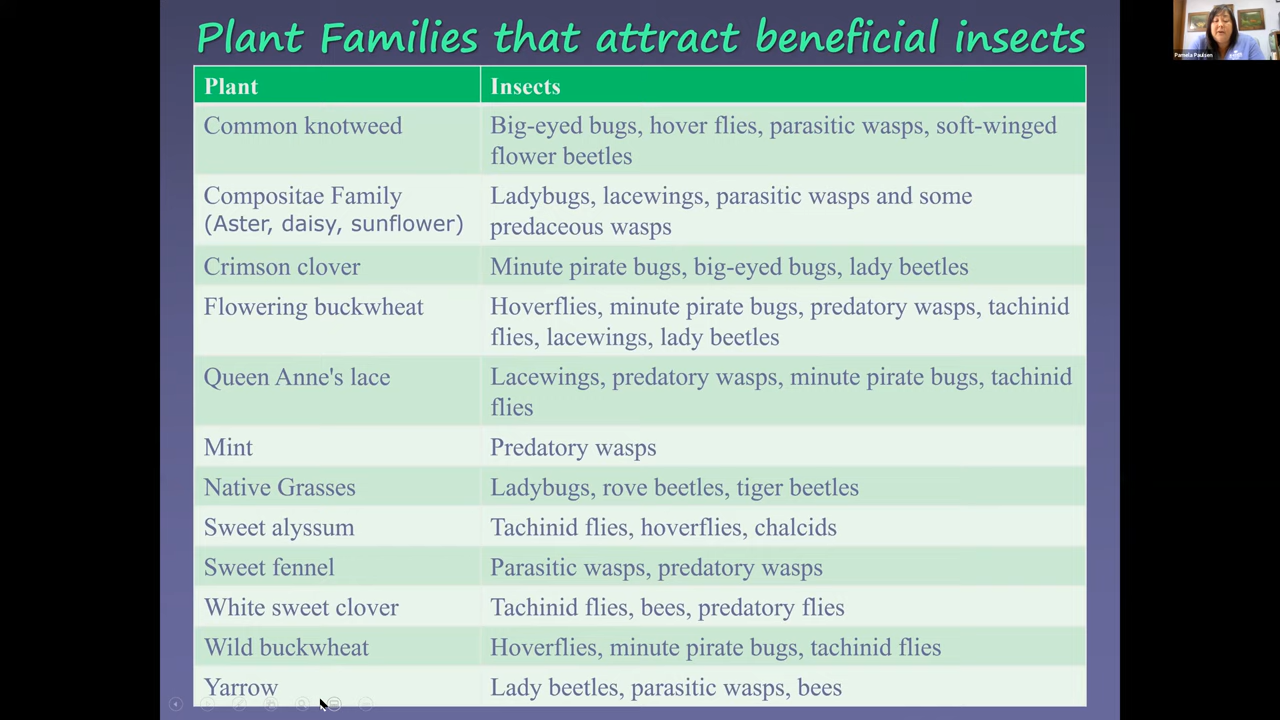 Plant Families that attract beneficial insects
Pamela Paulsen
Plant Insects
Common knotweed Big-eyed bugs, hover flies, parasitic wasps, soft-winged
flower beetles
Compositae Family Ladybugs, lacewings, parasitic wasps and some
(Aster, daisy, sunflower) predaceous wasps
Crimson clover Minute pirate bugs, big-eyed bugs, lady beetles
Flowering buckwheat Hoverflies, minute pirate bugs, predatory wasps, tachinid
flies, lacewings, lady beetles
Queen Anne's lace Lacewings, predatory wasps, minute pirate bugs, tachinid
flies
Mint Predatory wasps
Native Grasses Ladybugs, rove beetles, tiger beetles
Sweet alyssum Tachinid flies, hoverflies, chalcids
Sweet fennel Parasitic wasps, predatory wasps
White sweet clover Tachinid flies, bees, predatory flies
Wild buckwheat Hoverflies, minute pirate bugs, tachinid flies
Yarrow Lady beetles, parasitic wasps, bees